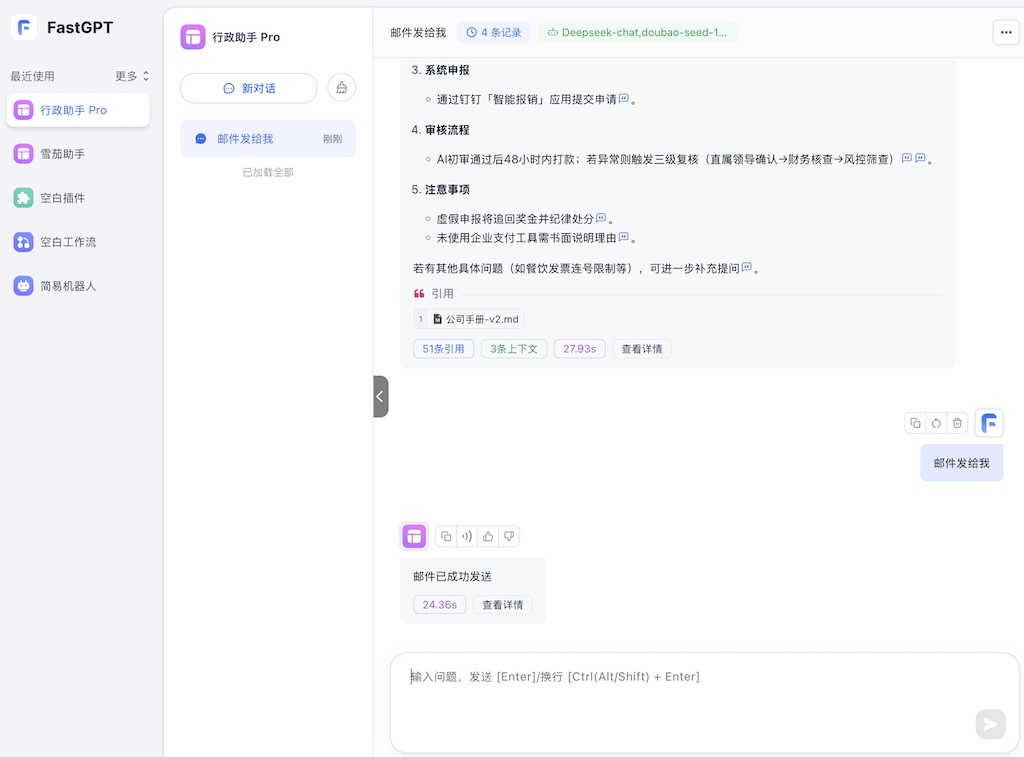 FastGPT
最近使用
更多
行政助手 Pro
雪茄助手
空白插件
空白工作流
简易机器人
行政助手 Pro
新对话
邮件发给我
刚刚
已加载全部
邮件发给我
4 条记录
Deepseek-chat,doubao-seed-1...
3. 系统申报
通过钉钉「智能报销」应用提交申请。
4. 审核流程
AI初审通过后48小时内打款；若异常则触发三级复核（直属领导确认→财务核查→风控筛查） 。
5. 注意事项
虚假申报将追回奖金并纪律处分。
未使用企业支付工具需书面说明理由。
若有其他具体问题（如餐饮发票连号限制等），可进一步补充提问。
引用
1 公司手册-v2.md
51条引用
3条上下文
27.93s
查看详情
邮件发给我
邮件已成功发送
24.36s
查看详情
输入问题，发送 [Enter]/换行 [Ctrl(Alt/Shift) + Enter]